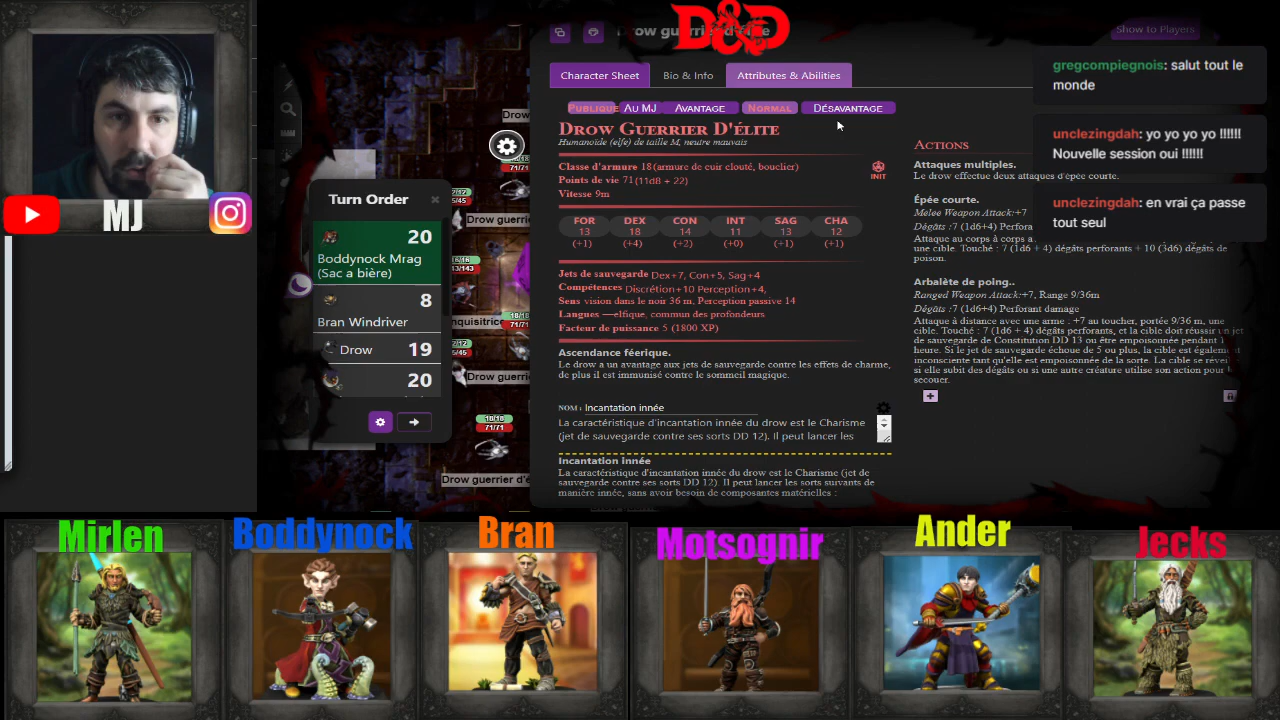 MJ
Turn Order
20
Boddynock Mrag
(Sac a bière)
8
Bran Windriver
Drow
19
20
Drow
71/71
Drow guerri
18/18
71/71
Drow guerri
18/18
71/71
Drow guerrier d'é
D&D
Show to Players
Character Sheet
Bio & Info
Attributes & Abilities
Publique
Au MJ
Avantage
Normal
Désavantage
Drow Guerrier D'élite
Humanoïde (elfe) de taille M, neutre mauvais
Classe d'armure 18 (armure de cuir clouté, bouclier)
Points de vie 71 (11d8 + 22)
Vitesse 9m
INIT
FOR DEX CON INT SAG CHA
13 18 14 11 13 12
(+1) (+4) (+2) (+0) (+1) (+1)
Jets de sauvegarde Dex+7, Con+5, Sag+4
Compétences Discrétion+10 Perception+4,
Sens vision dans le noir 36 m, Perception passive 14
Langues —elfique, commun des profondeurs
Facteur de puissance 5 (1800 XP)
Ascendance féerique.
Le drow a un avantage aux jets de sauvegarde contre les effets de charme,
de plus il est immunisé contre le sommeil magique.
NOM : Incantation innée
La caractéristique d'incantation innée du drow est le Charisme
(jet de sauvegarde contre ses sorts DD 12). Il peut lancer les
Incantation innée
La caractéristique d'incantation innée du drow est le Charisme (jet de
sauvegarde contre ses sorts DD 12). Il peut lancer les sorts suivants de
manière innée, sans avoir besoin de composantes matérielles :
Actions
Attaques multiples.
Le drow effectue deux attaques d'épée courte.
Épée courte.
Melee Weapon Attack:+7
Dégâts :7 (1d6+4) Perfora
Attaque au corps à corps a
une cible. Touché : 7 (1d6 + 4) dégâts perforants + 10 (3d6) dégâts de
poison.
Arbalète de poing..
Ranged Weapon Attack:+7, Range 9/36m
Dégâts :7 (1d6+4) Perforant damage
Attaque à distance avec une arme : +7 au toucher, portée 9/36 m, une
cible. Touché : 7 (1d6 + 4) dégâts perforants, et la cible doit réussir un jet
de sauvegarde de Constitution DD 13 ou être empoisonnée pendant 1
heure. Si le jet de sauvegarde échoue de 5 ou plus, la cible est également
inconsciente tant qu'elle est empoisonnée de la sorte. La cible se réveil
si elle subit des dégâts ou si une autre créature utilise son action pour l
secouer.
gregcompiegnois: salut tout le
monde
unclezingdah: yo yo yo yo !!!!!!
Nouvelle session oui !!!!!!
unclezingdah: en vrai ça passe
tout seul
Mirlen
Boddynock
Bran
Motsognir
Ander
Jecks